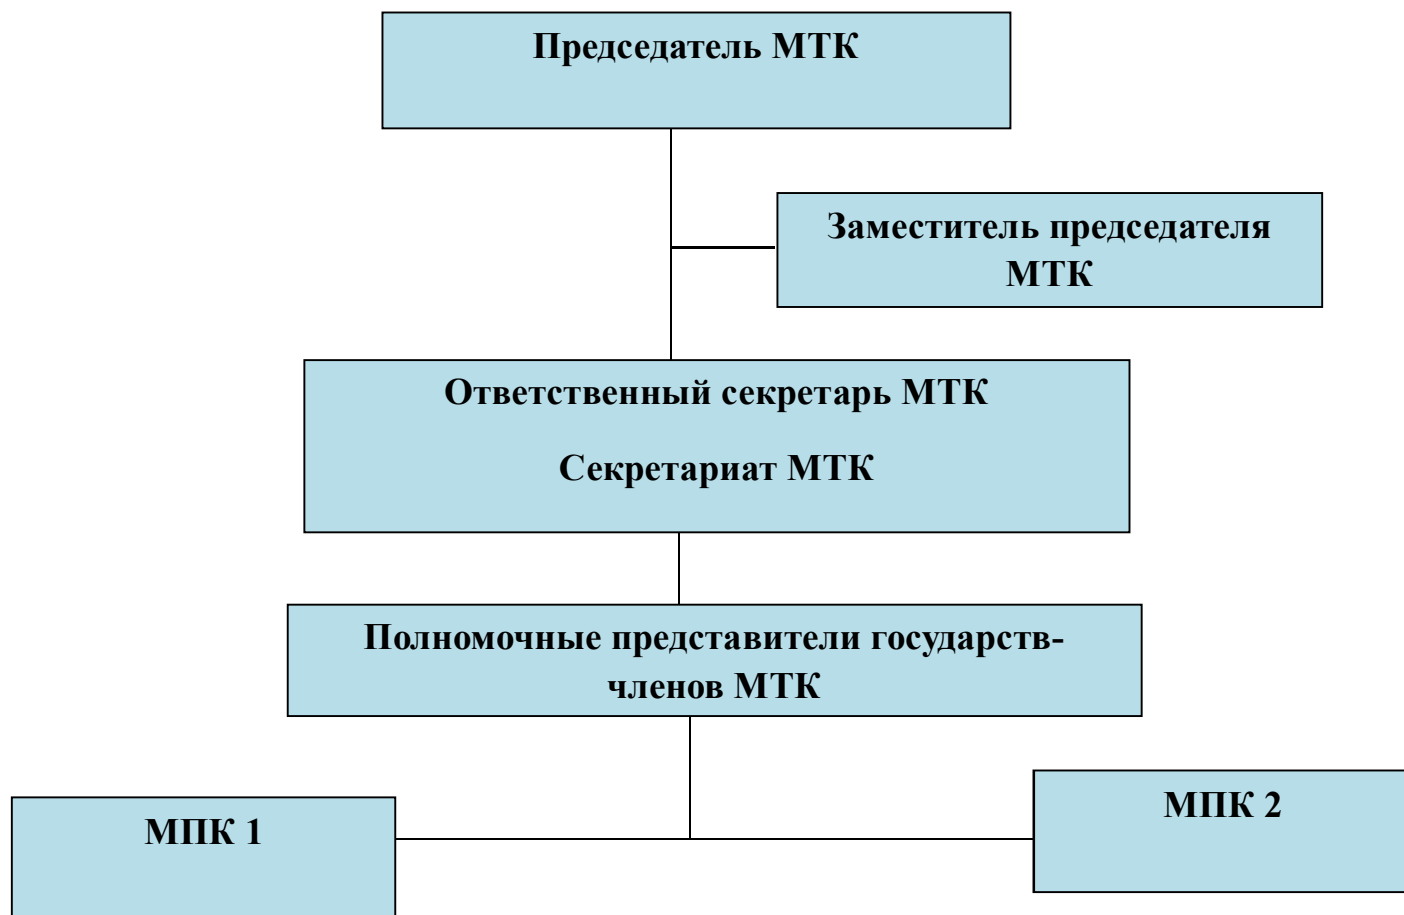 Председатель МТК
Заместитель председателя
МТК
Ответственный секретарь МТК
Секретариат МТК
Полномочные представители государств-
членов МТК
МПК 1
МПК 2